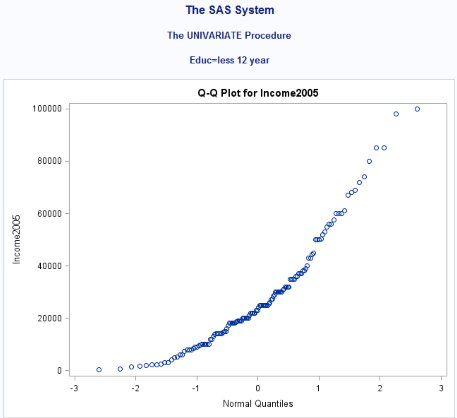 The SAS System
The UNIVARIATE Procedure
Educ=less 12 year
Q-Q Plot for Income2005
100000
80000
60000
40000
20000
0
Income2005
-3
-2
-1
0
1
2
3
Normal Quantiles